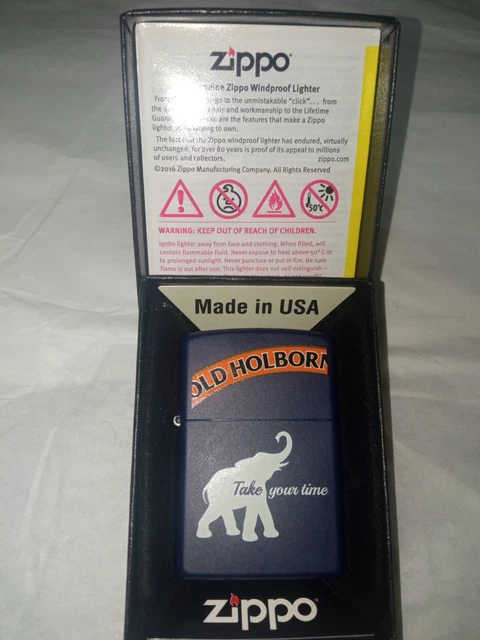 zippo
Genuine Zippo Windproof Lighter
to the unmistakable "click"... from
and workmanship to the Lifetime
are the features that make a Zippo
to own.
The fact that the Zippo windproof lighter has endured, virtually
unchanged, for over 80 years is proof of its appeal to millions
of users and collectors. zippo.com
©2016 Zippo Manufacturing Company. All Rights Reserved
50°C
WARNING: KEEP OUT OF REACH OF CHILDREN.
Ignite lighter away from face and clothing. When filled, will
contain flammable fluid. Never expose to heat above 50° C or
to prolonged sunlight. Never puncture or put in fire. Be sure
flame is out after use. This lighter does not self-extinguish –
Made in USA
OLD HOLBORN
Take your time
zippo